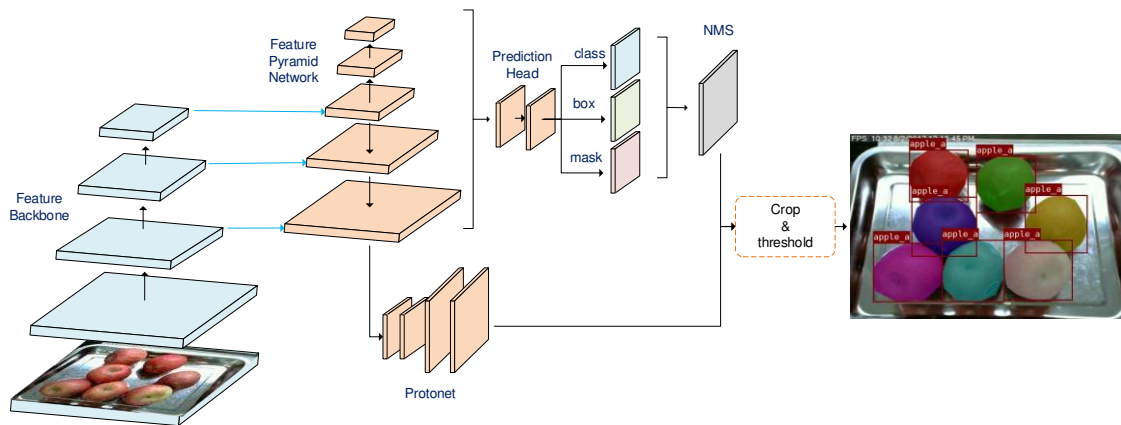 Feature
Pyramid
Network
Feature
Backbone
Prediction
Head
class
box
mask
NMS
Protonet
Crop
&
threshold
apple_a
apple_a
apple_a
apple_a
apple_a
apple_a
apple_a